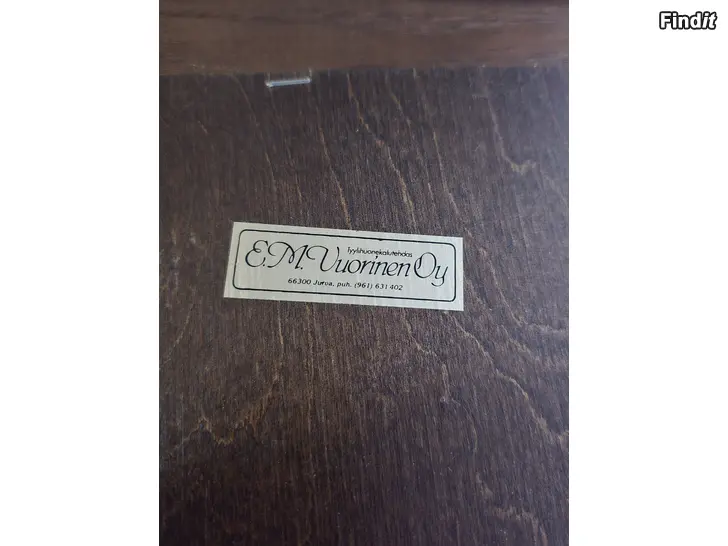 Findit
Tyylihuonekalutehdas
E.M.Vuorinen Oy
66300 Jurva, puh. (961) 631 402